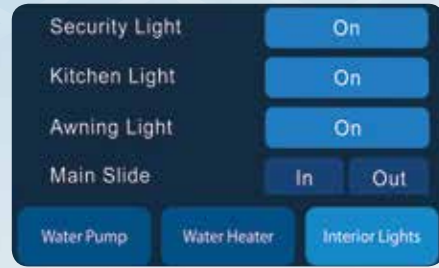 Security Light On
Kitchen Light On
Awning Light On
Main Slide In Out
Water Pump Water Heater Interior Lights